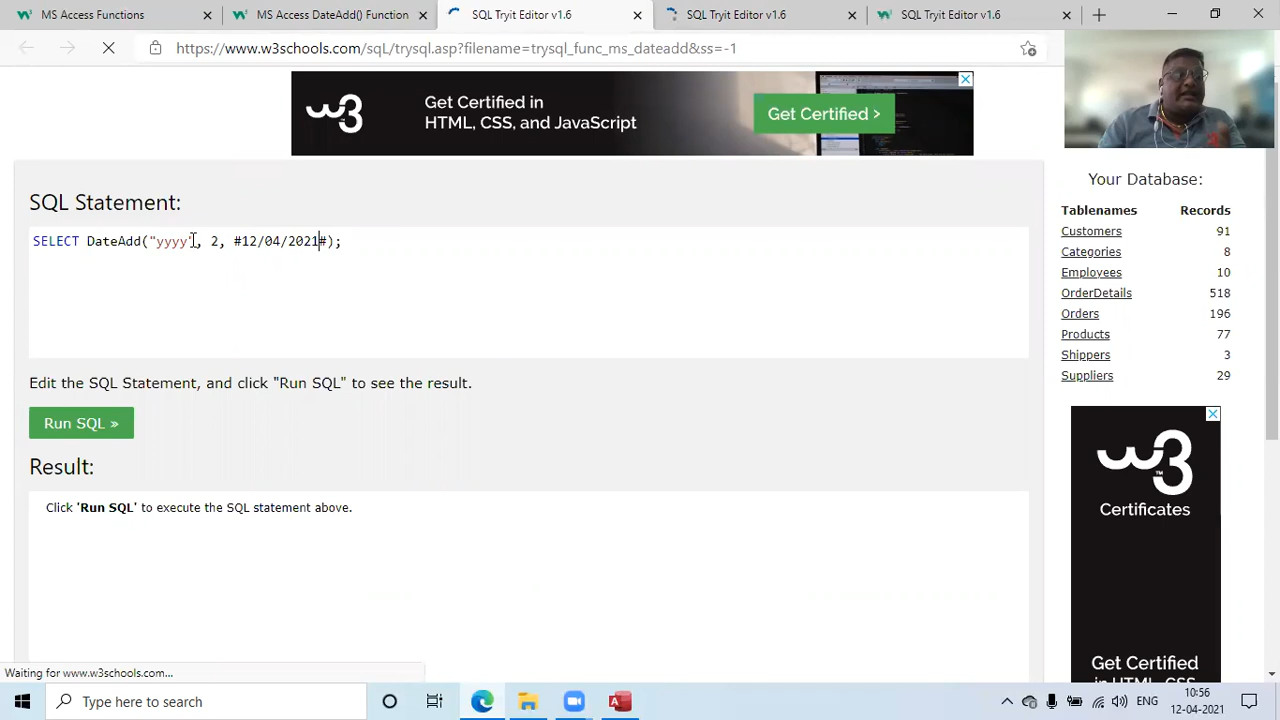 MS Access DateAdd() Function
SQL Tryit Editor v1.6
SQL Tryit Editor v1.6
SQL Tryit Editor v1.6
https://www.w3schools.com/sqL/trysql.asp?filename=trysql_func_ms_dateadd&ss=-1
w3
Get Certified in
HTML, CSS, and JavaScript
Get Certified >
SQL Statement:
SELECT DateAdd("yyyy", 2, #12/04/2021#);
Edit the SQL Statement, and click "Run SQL" to see the result.
Run SQL »
Result:
Click 'Run SQL' to execute the SQL statement above.
Your Database:
Tablenames Records
Customers 91
Categories 8
Employees 10
OrderDetails 518
Orders 196
Products 77
Shippers 3
Suppliers 29
w3
™
Certificates
Get Certified
Waiting for www.w3schools.com...
Type here to search
ENG
10:56
12-04-2021